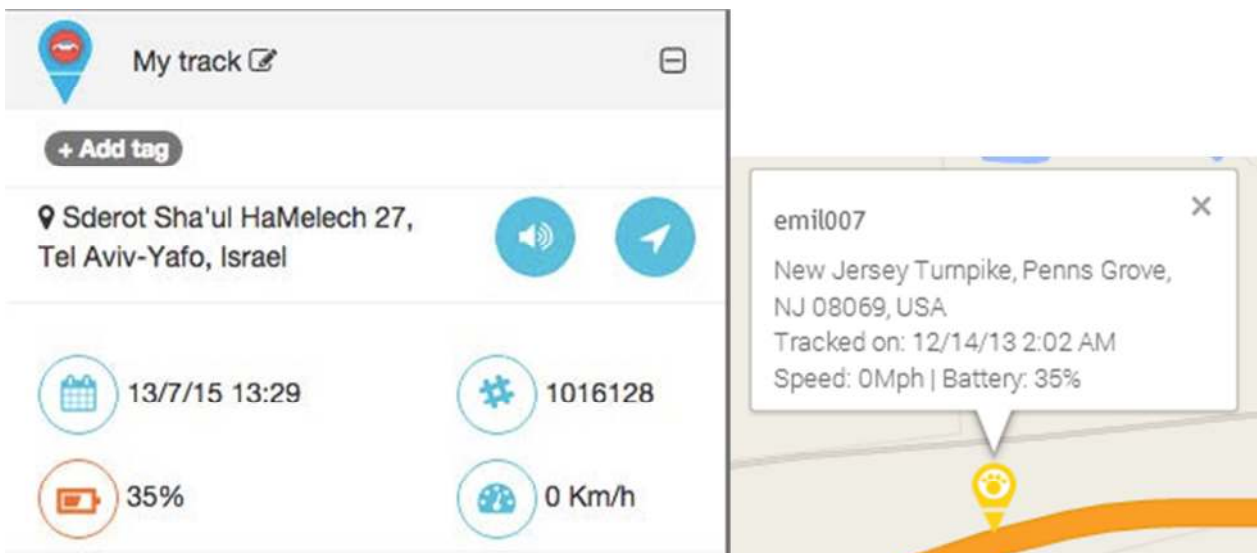 My track
+ Add tag
Sderot Sha'ul HaMelech 27,
Tel Aviv-Yafo, Israel
13/7/15 13:29
1016128
35%
0 Km/h
emil007
New Jersey Turnpike, Penns Grove,
NJ 08069, USA
Tracked on: 12/14/13 2:02 AM
Speed: 0Mph | Battery: 35%